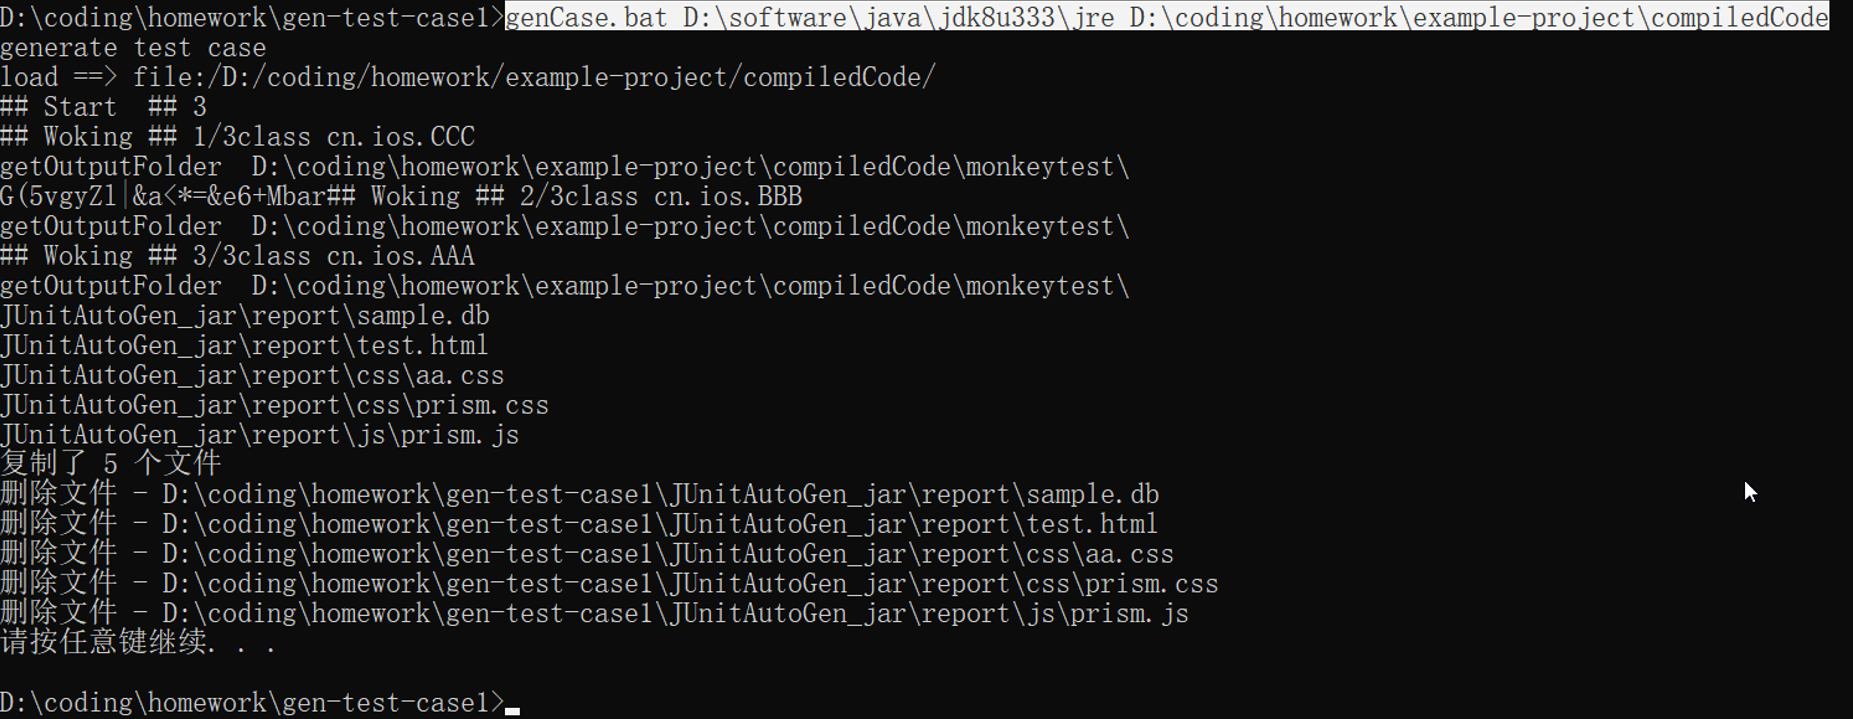 D:\coding\homework\gen-test-case1>genCase.bat D:\software\java\jdk8u333\jre D:\coding\homework\example-project\compiledCode
generate test case
load ==> file:/D:/coding/homework/example-project/compiledCode/
## Start  ## 3
## Woking ## 1/3class cn.ios.CCC
getOutputFolder  D:\coding\homework\example-project\compiledCode\monkeytest\
G(5vgyZl|&a<*=&e6+Mbar## Woking ## 2/3class cn.ios.BBB
getOutputFolder  D:\coding\homework\example-project\compiledCode\monkeytest\
## Woking ## 3/3class cn.ios.AAA
getOutputFolder  D:\coding\homework\example-project\compiledCode\monkeytest\
JUnitAutoGen_jar\report\sample.db
JUnitAutoGen_jar\report\test.html
JUnitAutoGen_jar\report\css\aa.css
JUnitAutoGen_jar\report\css\prism.css
JUnitAutoGen_jar\report\js\prism.js
复制了 5 个文件
删除文件 - D:\coding\homework\gen-test-case1\JUnitAutoGen_jar\report\sample.db
删除文件 - D:\coding\homework\gen-test-case1\JUnitAutoGen_jar\report\test.html
删除文件 - D:\coding\homework\gen-test-case1\JUnitAutoGen_jar\report\css\aa.css
删除文件 - D:\coding\homework\gen-test-case1\JUnitAutoGen_jar\report\css\prism.css
删除文件 - D:\coding\homework\gen-test-case1\JUnitAutoGen_jar\report\js\prism.js
请按任意键继续. . .
D:\coding\homework\gen-test-case1>